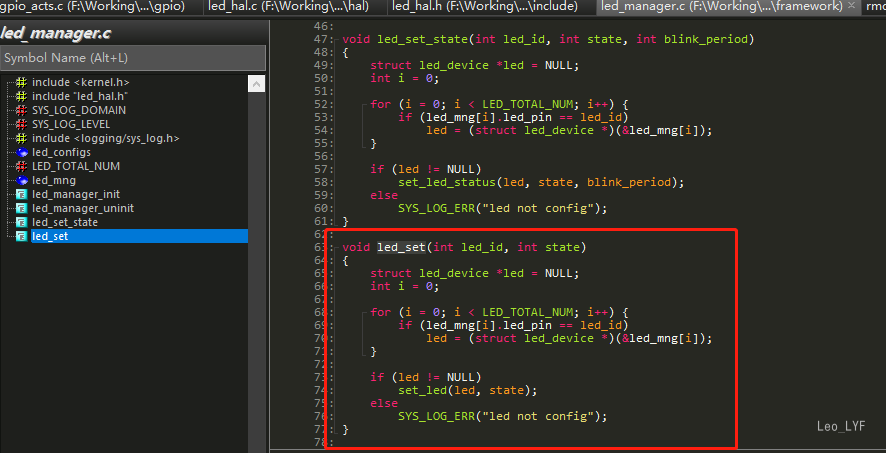 gpio_acts.c (F:\Working\...\gpio) led_hal.c (F:\Working\...\hal) led_hal.h (F:\Working\...\include) led_manager.c (F:\Working\...\framework) rmo
led_manager.c
Symbol Name (Alt+L)
include <kernel.h>
include "led_hal.h"
SYS_LOG_DOMAIN
SYS_LOG_LEVEL
include <logging/sys_log.h>
led_configs
LED_TOTAL_NUM
led_mng
led_manager_init
led_manager_uninit
led_set_state
led_set
46:
47: void led_set_state(int led_id, int state, int blink_period)
48: {
49: struct led_device *led = NULL;
50: int i = 0;
51:
52: for (i = 0; i < LED_TOTAL_NUM; i++) {
53: if (led_mng[i].led_pin == led_id)
54: led = (struct led_device *)(&led_mng[i]);
55: }
56:
57: if (led != NULL)
58: set_led_status(led, state, blink_period);
59: else
60: SYS_LOG_ERR("led not config");
61: }
62:
63: void led_set(int led_id, int state)
64: {
65: struct led_device *led = NULL;
66: int i = 0;
67:
68: for (i = 0; i < LED_TOTAL_NUM; i++) {
69: if (led_mng[i].led_pin == led_id)
70: led = (struct led_device *)(&led_mng[i]);
71: }
72:
73: if (led != NULL)
74: set_led(led, state);
75: else
76: SYS_LOG_ERR("led not config");
77: }
78:
Leo_LYF